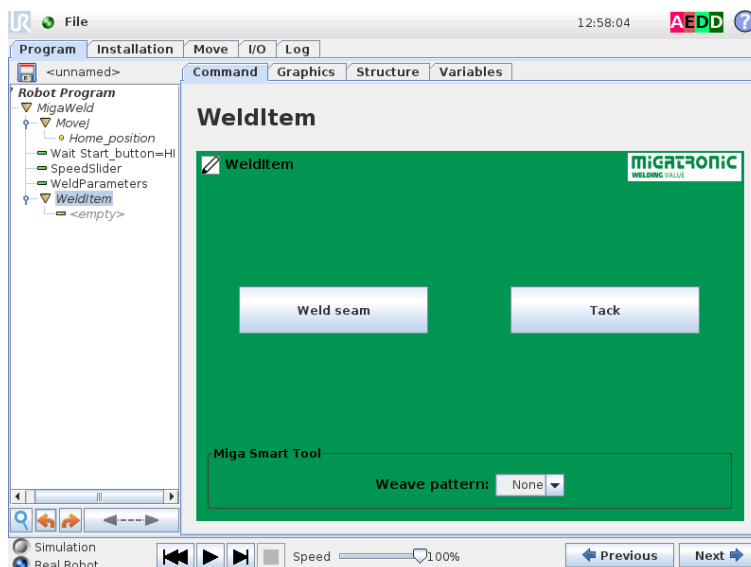 UR File 12:58:04 AEDD ?
Program Installation Move I/O Log
<unnamed> Command Graphics Structure Variables
Robot Program
MigaWeld
MoveJ
Home_position
Wait Start_button=HI
SpeedSlider
WeldParameters
WeldItem
<empty>
WeldItem
WeldItem
MIGATRONIC
WELDING VALUE
Weld seam Tack
Miga Smart Tool
Weave pattern: None
Simulation
Real Robot
Speed 100% Previous Next